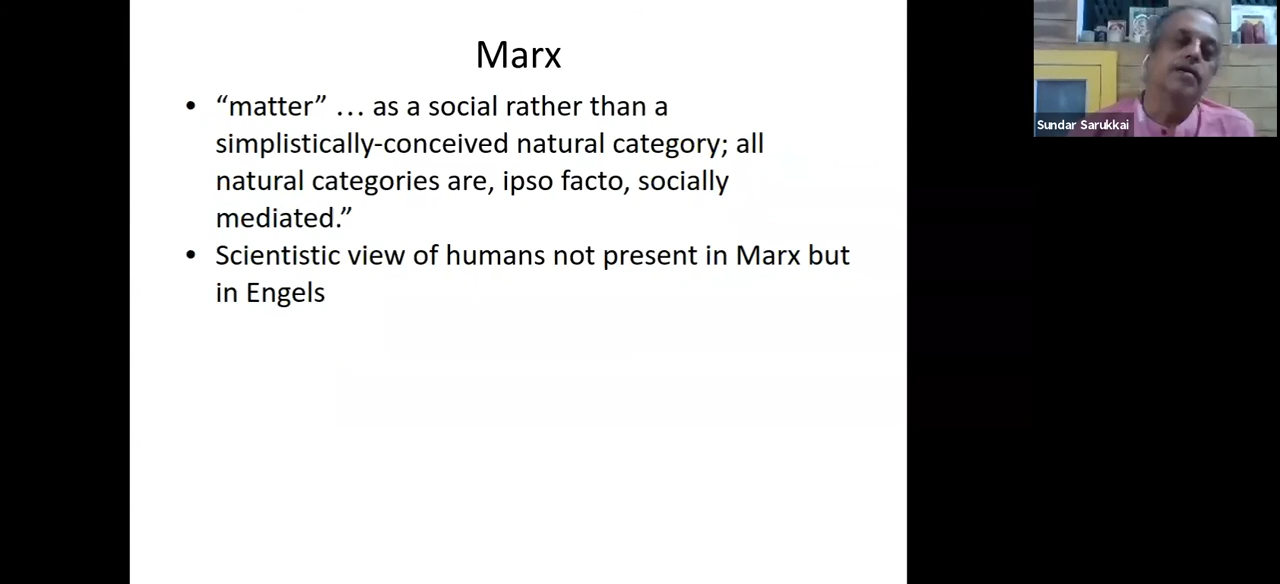 Marx
• “matter” … as a social rather than a
simplistically-conceived natural category; all
natural categories are, ipso facto, socially
mediated.”
• Scientistic view of humans not present in Marx but
in Engels
Sundar Sarukkai